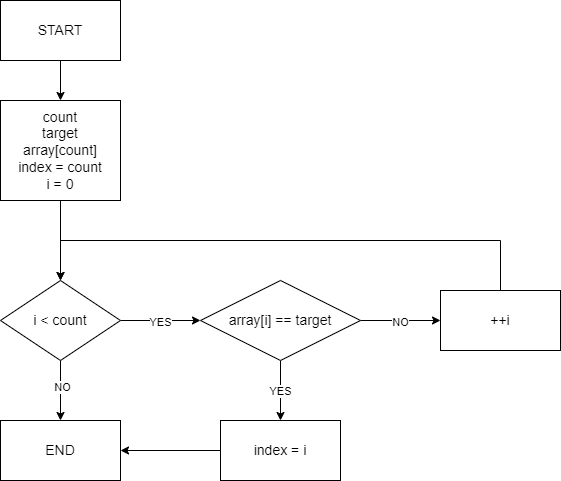 START
count
target
array[count]
index = count
i = 0
i < count
YES
array[i] == target
NO
++i
NO
YES
END
index = i